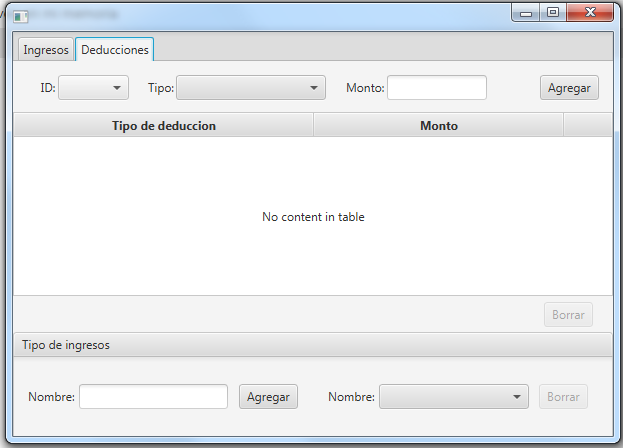 Ingresos Deducciones
ID: Tipo: Monto: Agregar
Tipo de deduccion Monto
No content in table
Borrar
Tipo de ingresos
Nombre: Agregar Nombre: Borrar